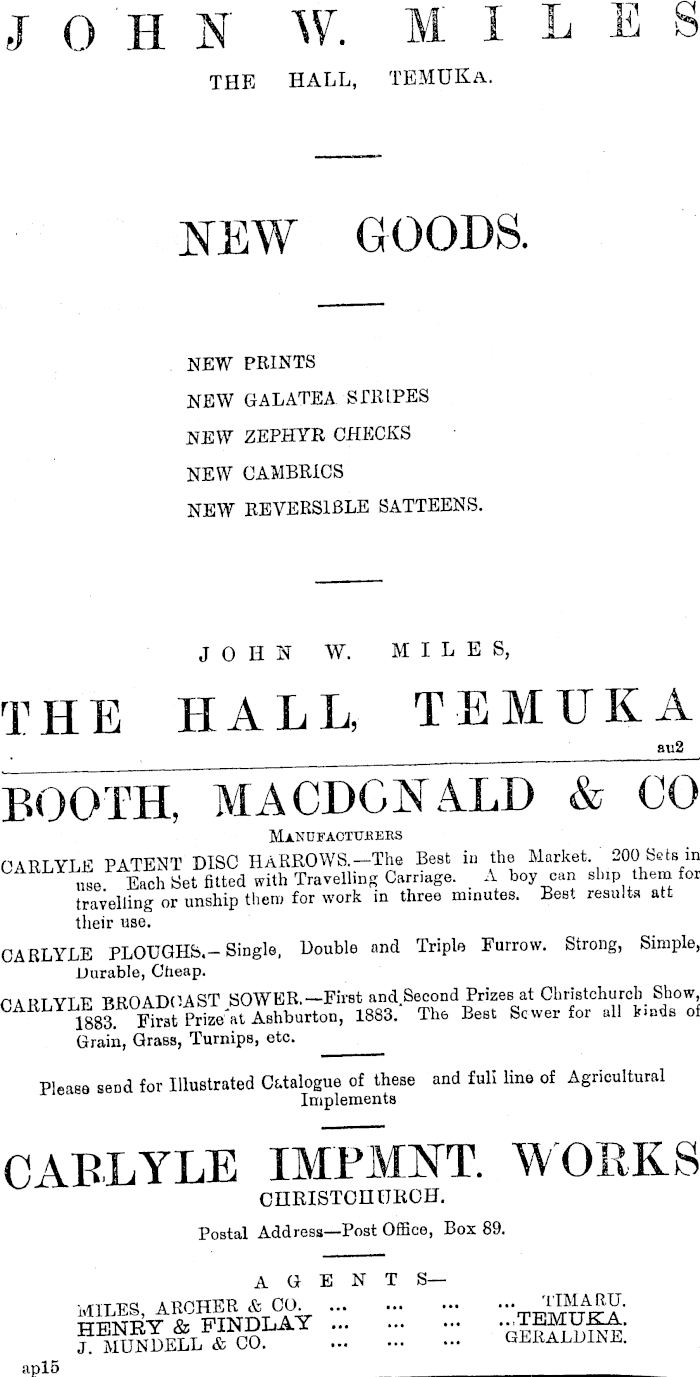 JOHN W. MILES
THE HALL, TEMUKA.
NEW GOODS.
NEW PRINTS
NEW GALATEA STRIPES
NEW ZEPHYR CHECKS
NEW CAMBRICS
NEW REVERSIBLE SATTEENS.
JOHN W. MILES,
THE HALL, TEMUKA
au2
BOOTH, MACDONALD & CO
MANUFACTURERS
CARLYLE PATENT DISC HARROWS.—The Best in the Market. 200 Sets in
use. Each Set fitted with Travelling Carriage. A boy can ship them for
travelling or unship them for work in three minutes. Best results att
their use.
CARLYLE PLOUGHS.—Single, Double and Triple Furrow. Strong, Simple,
Durable, Cheap.
CARLYLE BROADCAST SOWER.—First and Second Prizes at Christchurch Show,
1883. First Prize at Ashburton, 1883. The Best Sower for all kinds of
Grain, Grass, Turnips, etc.
Please send for Illustrated Catalogue of these and full line of Agricultural
Implements
CARLYLE IMPMNT. WORKS
CHRISTCHURCH.
Postal Address—Post Office, Box 89.
AGENTS—
MILES, ARCHER & CO. ... ... ... ... TIMARU.
HENRY & FINDLAY ... ... ... ... TEMUKA.
J. MUNDELL & CO. ... ... ... GERALDINE.
ap15